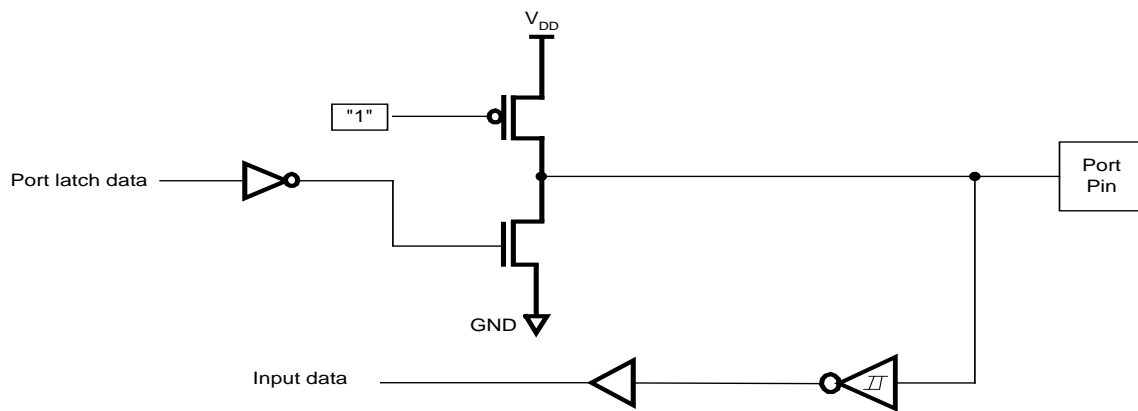 VDD
"1"
Port latch data
Port
Pin
GND
Input data